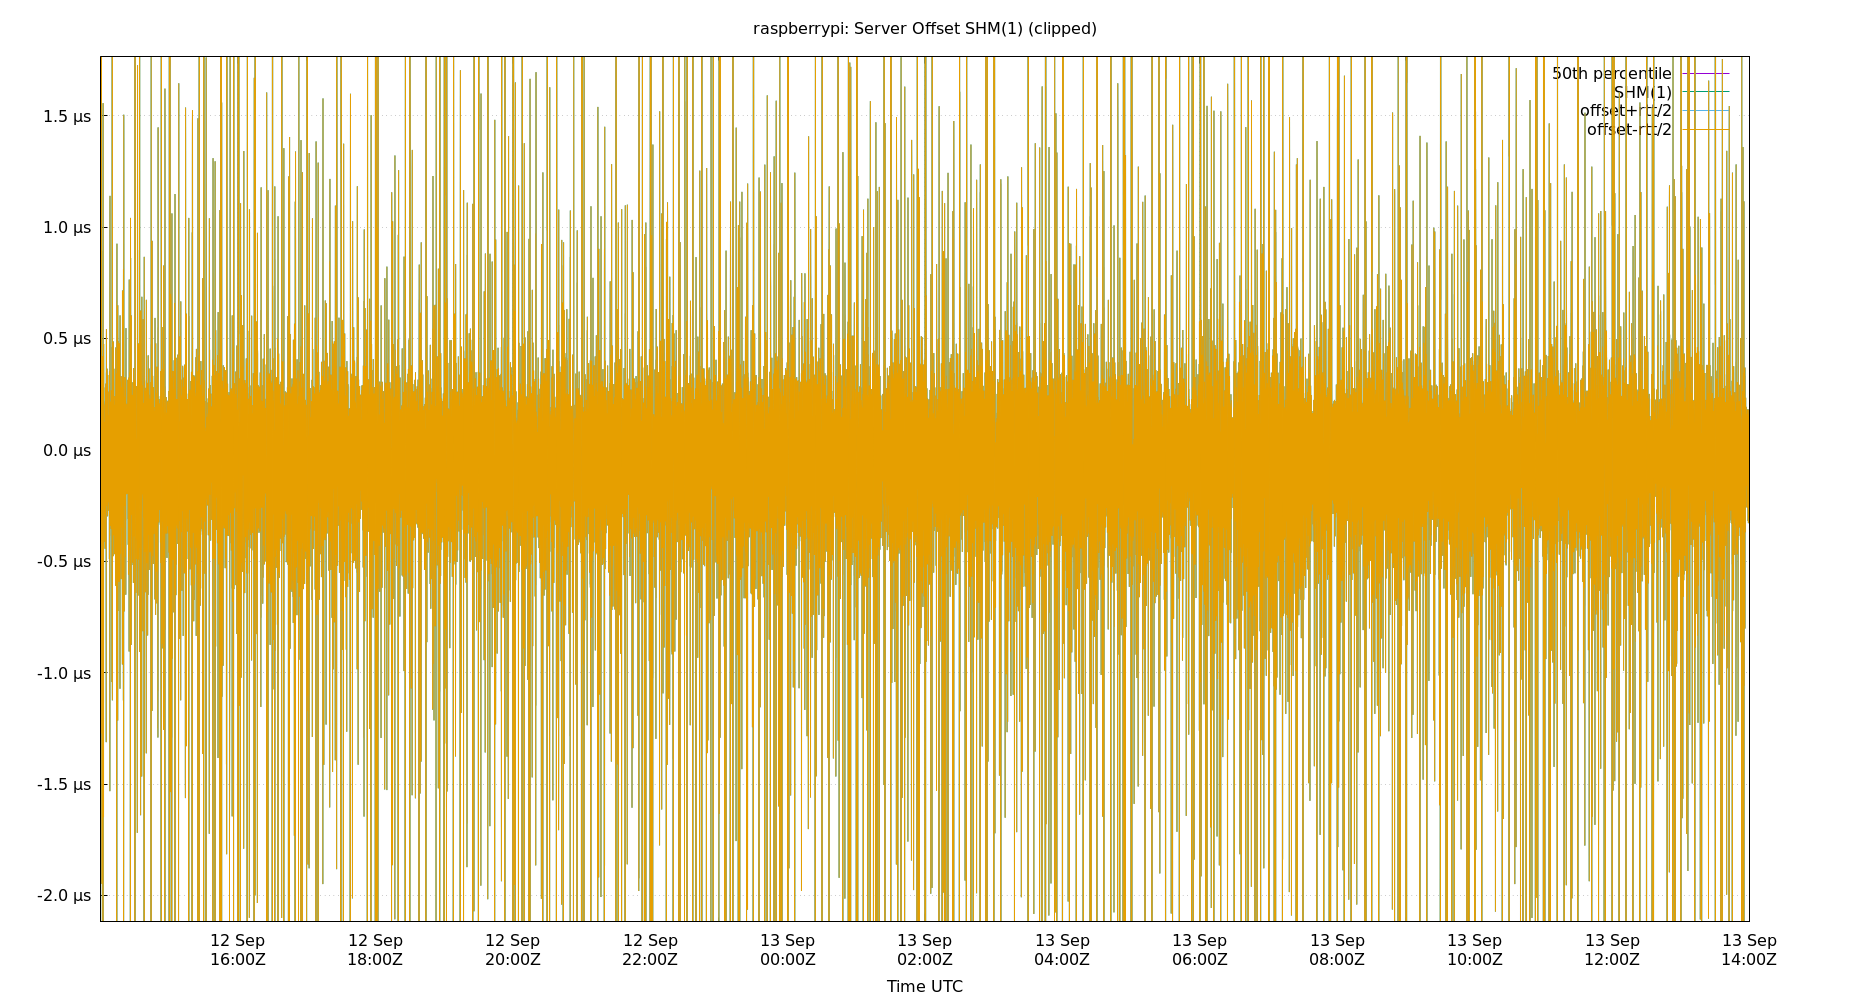 raspberrypi: Server Offset SHM(1) (clipped)
50th percentile
SHM(1)
offset+rtt/2
offset-rtt/2
1.5 µs
1.0 µs
0.5 µs
0.0 µs
-0.5 µs
-1.0 µs
-1.5 µs
-2.0 µs
12 Sep 12 Sep 12 Sep 12 Sep 13 Sep 13 Sep 13 Sep 13 Sep 13 Sep 13 Sep 13 Sep 13 Sep
16:00Z 18:00Z 20:00Z 22:00Z 00:00Z 02:00Z 04:00Z 06:00Z 08:00Z 10:00Z 12:00Z 14:00Z
Time UTC